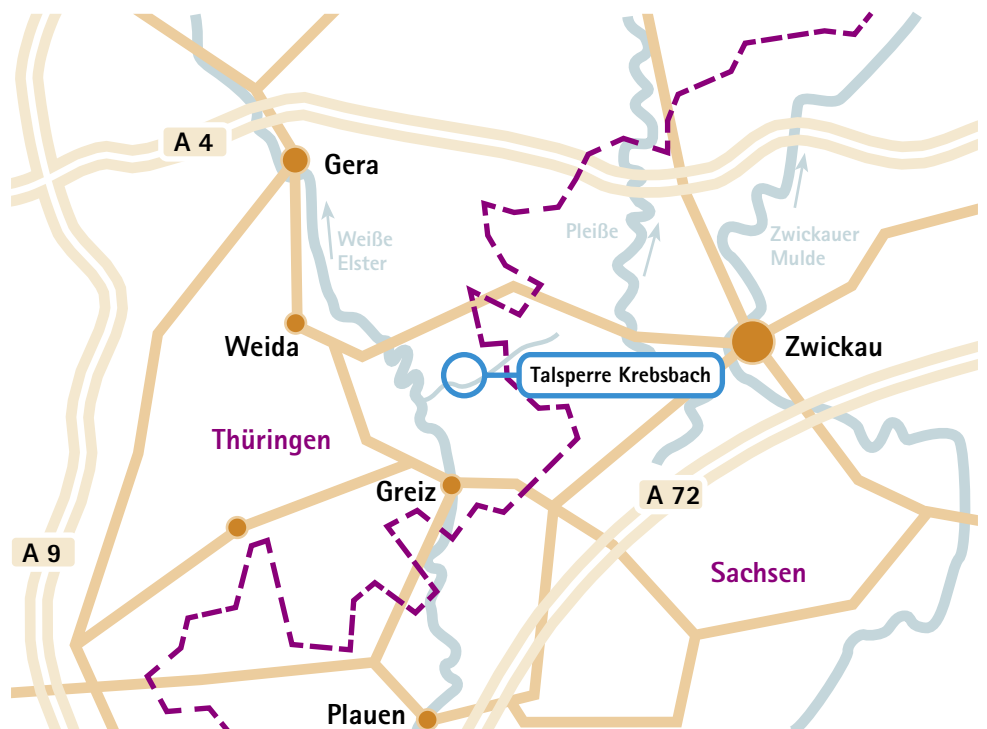 A 4
Gera
Weiße
Elster
Pleiße
Zwickauer
Mulde
Weida
Zwickau
Talsperre Krebsbach
Thüringen
Greiz
A 72
A 9
Sachsen
Plauen